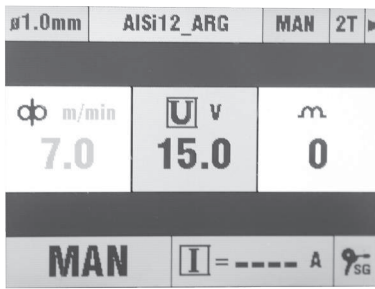 ø1.0mm AlSi12_ARG MAN 2T
m/min U V
7.0 15.0 0
MAN I = ---- A SG